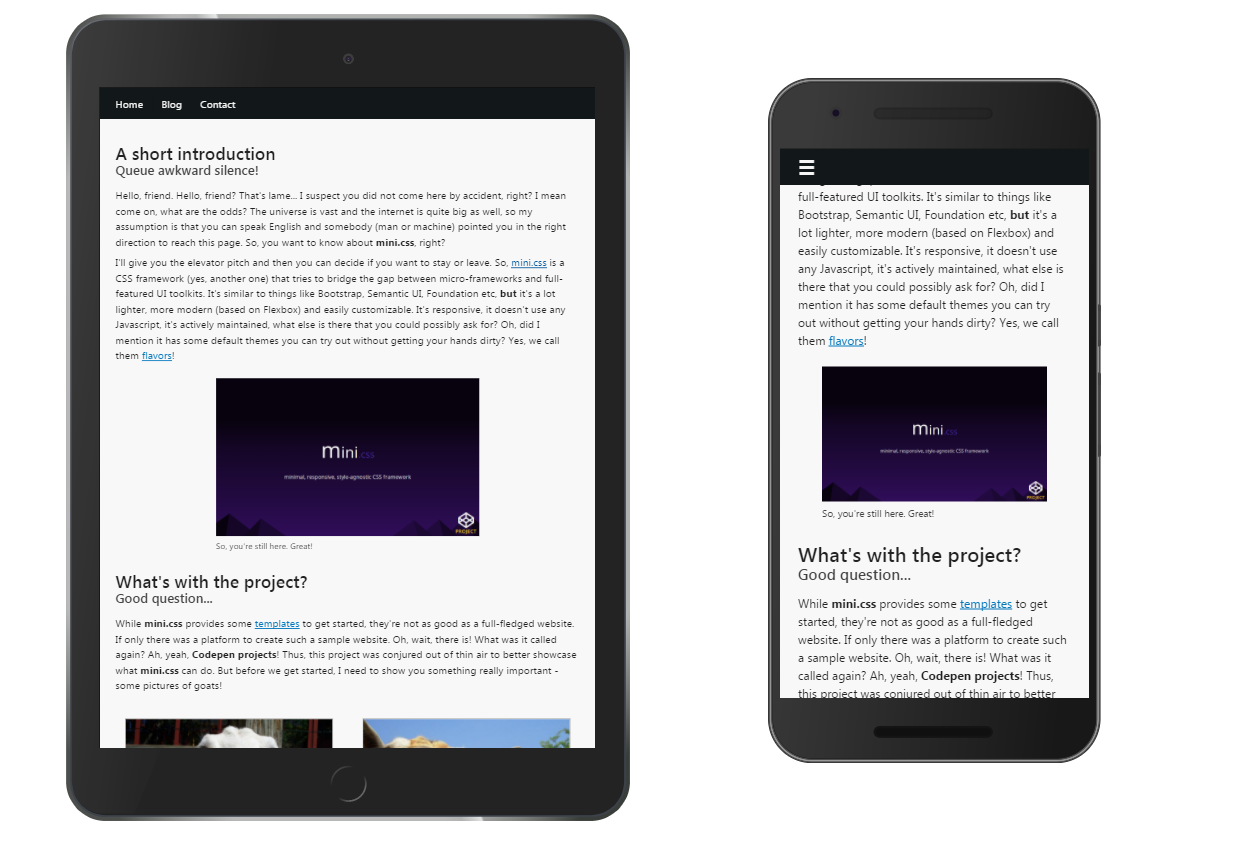 Home Blog Contact
A short introduction
Queue awkward silence!
Hello, friend. Hello, friend? That's lame... I suspect you did not come here by accident, right? I mean
come on, what are the odds? The universe is vast and the internet is quite big as well, so my
assumption is that you can speak English and somebody (man or machine) pointed you in the right
direction to reach this page. So, you want to know about mini.css, right?
I'll give you the elevator pitch and then you can decide if you want to stay or leave. So, mini.css is a
CSS framework (yes, another one) that tries to bridge the gap between micro-frameworks and full-
featured UI toolkits. It's similar to things like Bootstrap, Semantic UI, Foundation etc, but it's a lot
lighter, more modern (based on Flexbox) and easily customizable. It's responsive, it doesn't use any
Javascript, it's actively maintained, what else is there that you could possibly ask for? Oh, did I
mention it has some default themes you can try out without getting your hands dirty? Yes, we call
them flavors!
mini.css
minimal, responsive, style-agnostic CSS framework
PROJECT
So, you're still here. Great!
What's with the project?
Good question...
While mini.css provides some templates to get started, they're not as good as a full-fledged website.
If only there was a platform to create such a sample website. Oh, wait, there is! What was it called
again? Ah, yeah, Codepen projects! Thus, this project was conjured out of thin air to better showcase
what mini.css can do. But before we get started, I need to show you something really important -
some pictures of goats!
full-featured UI toolkits. It's similar to things like
Bootstrap, Semantic UI, Foundation etc, but it's a
lot lighter, more modern (based on Flexbox) and
easily customizable. It's responsive, it doesn't use
any Javascript, it's actively maintained, what else is
there that you could possibly ask for? Oh, did I
mention it has some default themes you can try
out without getting your hands dirty? Yes, we call
them flavors!
mini.css
minimal, responsive, style-agnostic CSS framework
PROJECT
So, you're still here. Great!
What's with the project?
Good question...
While mini.css provides some templates to get
started, they're not as good as a full-fledged
website. If only there was a platform to create such
a sample website. Oh, wait, there is! What was it
called again? Ah, yeah, Codepen projects! Thus,
this project was conjured out of thin air to better